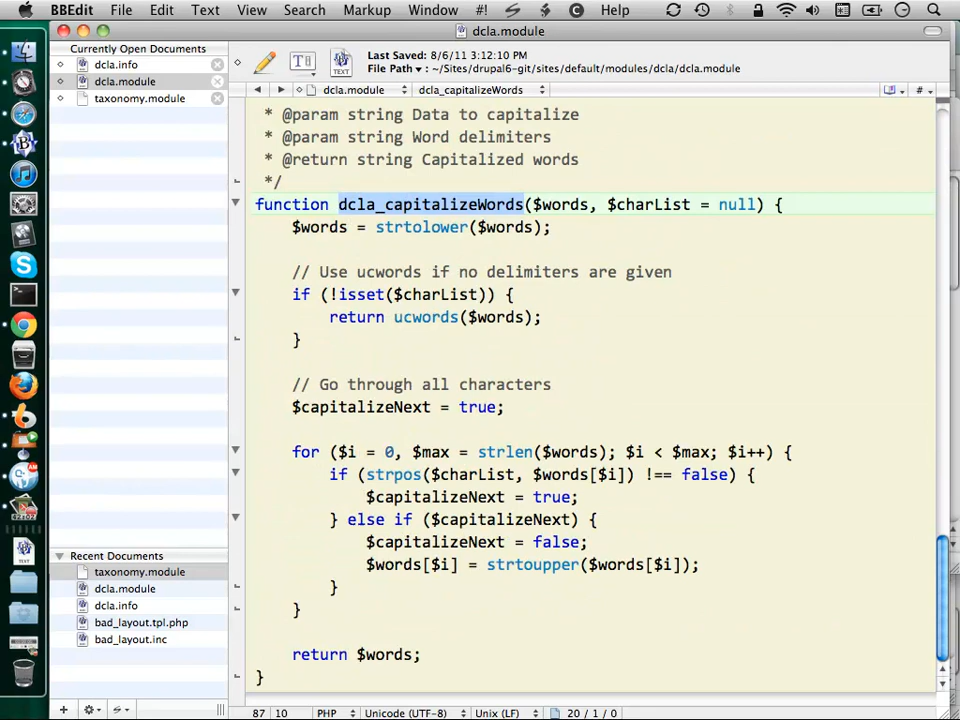 BBEdit File Edit Text View Search Markup Window #! Help
dcla.module
Currently Open Documents
dcla.info
dcla.module
taxonomy.module
Last Saved: 8/6/11 3:12:10 PM
File Path ▾ : ~/Sites/drupal6-git/sites/default/modules/dcla/dcla.module
TEXT
dcla.module dcla_capitalizeWords #
* @param string Data to capitalize
* @param string Word delimiters
* @return string Capitalized words
*/
function dcla_capitalizeWords($words, $charList = null) {
$words = strtolower($words);
// Use ucwords if no delimiters are given
if (!isset($charList)) {
return ucwords($words);
}
// Go through all characters
$capitalizeNext = true;
for ($i = 0, $max = strlen($words); $i < $max; $i++) {
if (strpos($charList, $words[$i]) !== false) {
$capitalizeNext = true;
} else if ($capitalizeNext) {
$capitalizeNext = false;
$words[$i] = strtoupper($words[$i]);
}
}
return $words;
}
Recent Documents
taxonomy.module
dcla.module
dcla.info
bad_layout.tpl.php
bad_layout.inc
87 10 PHP Unicode (UTF-8) Unix (LF) 20 / 1 / 0